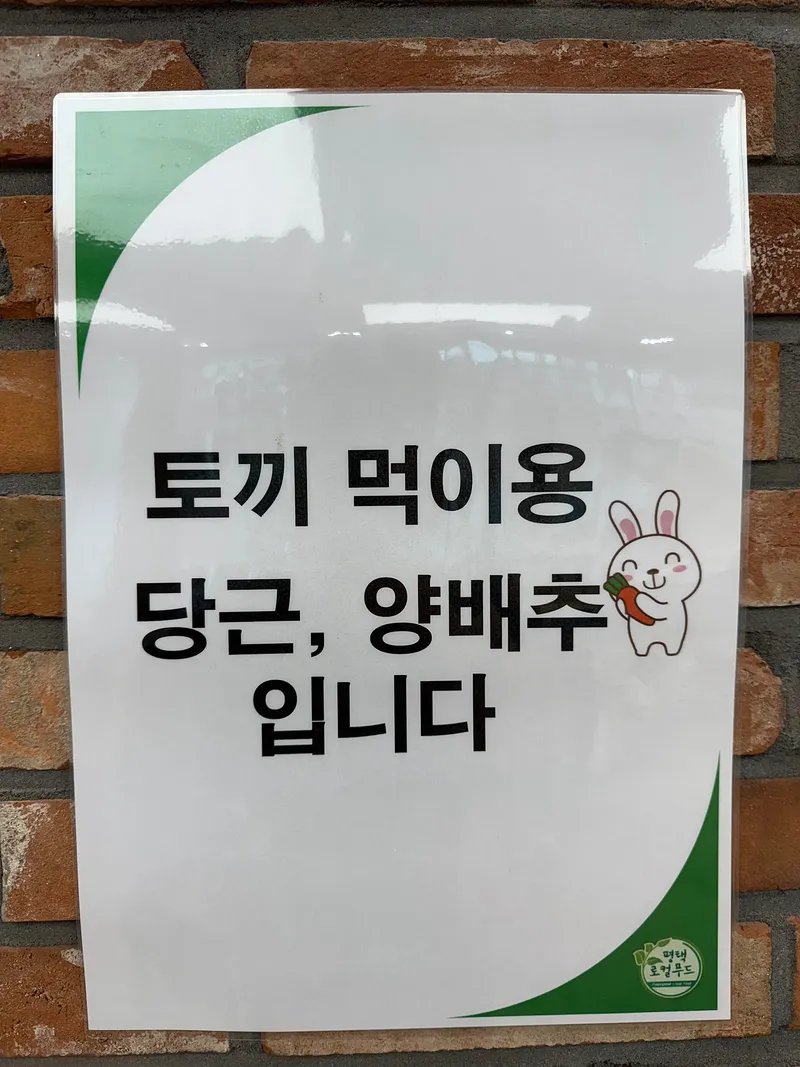 토끼 먹이용
당근, 양배추
입니다
평택
로컬푸드